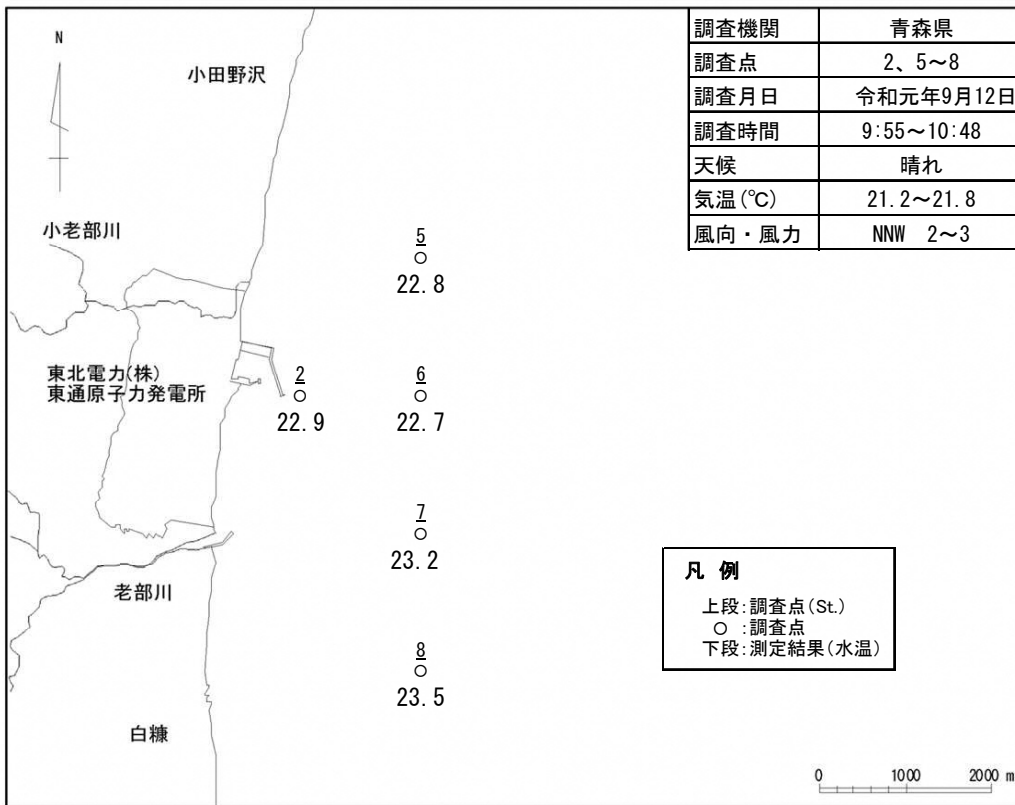 調査機関 青森県
調査点 2、5～8
調査月日 令和元年9月12日
調査時間 9:55～10:48
天候 晴れ
気温(℃) 21.2～21.8
風向・風力 NNW 2～3
N
小田野沢
小老部川
5
22.8
東北電力(株)
東通原子力発電所
2
22.9
6
22.7
7
23.2
老部川
凡 例
上段:調査点(St.)
○ :調査点
下段:測定結果(水温)
8
23.5
白糠
0 1000 2000 m